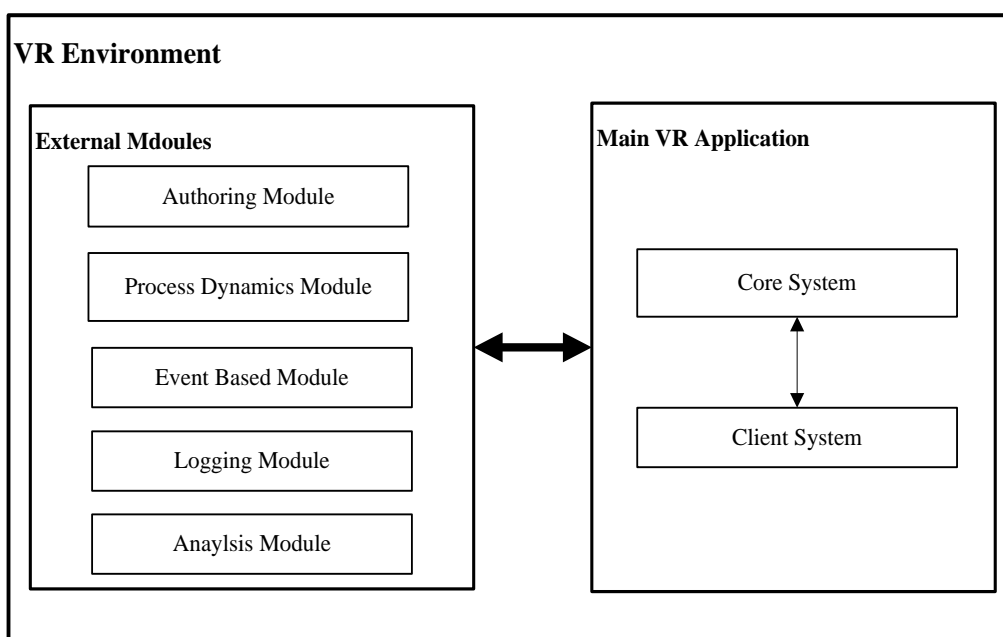 VR Environment
External Mdoules
Authoring Module
Process Dynamics Module
Event Based Module
Logging Module
Anaylsis Module
Main VR Application
Core System
Client System